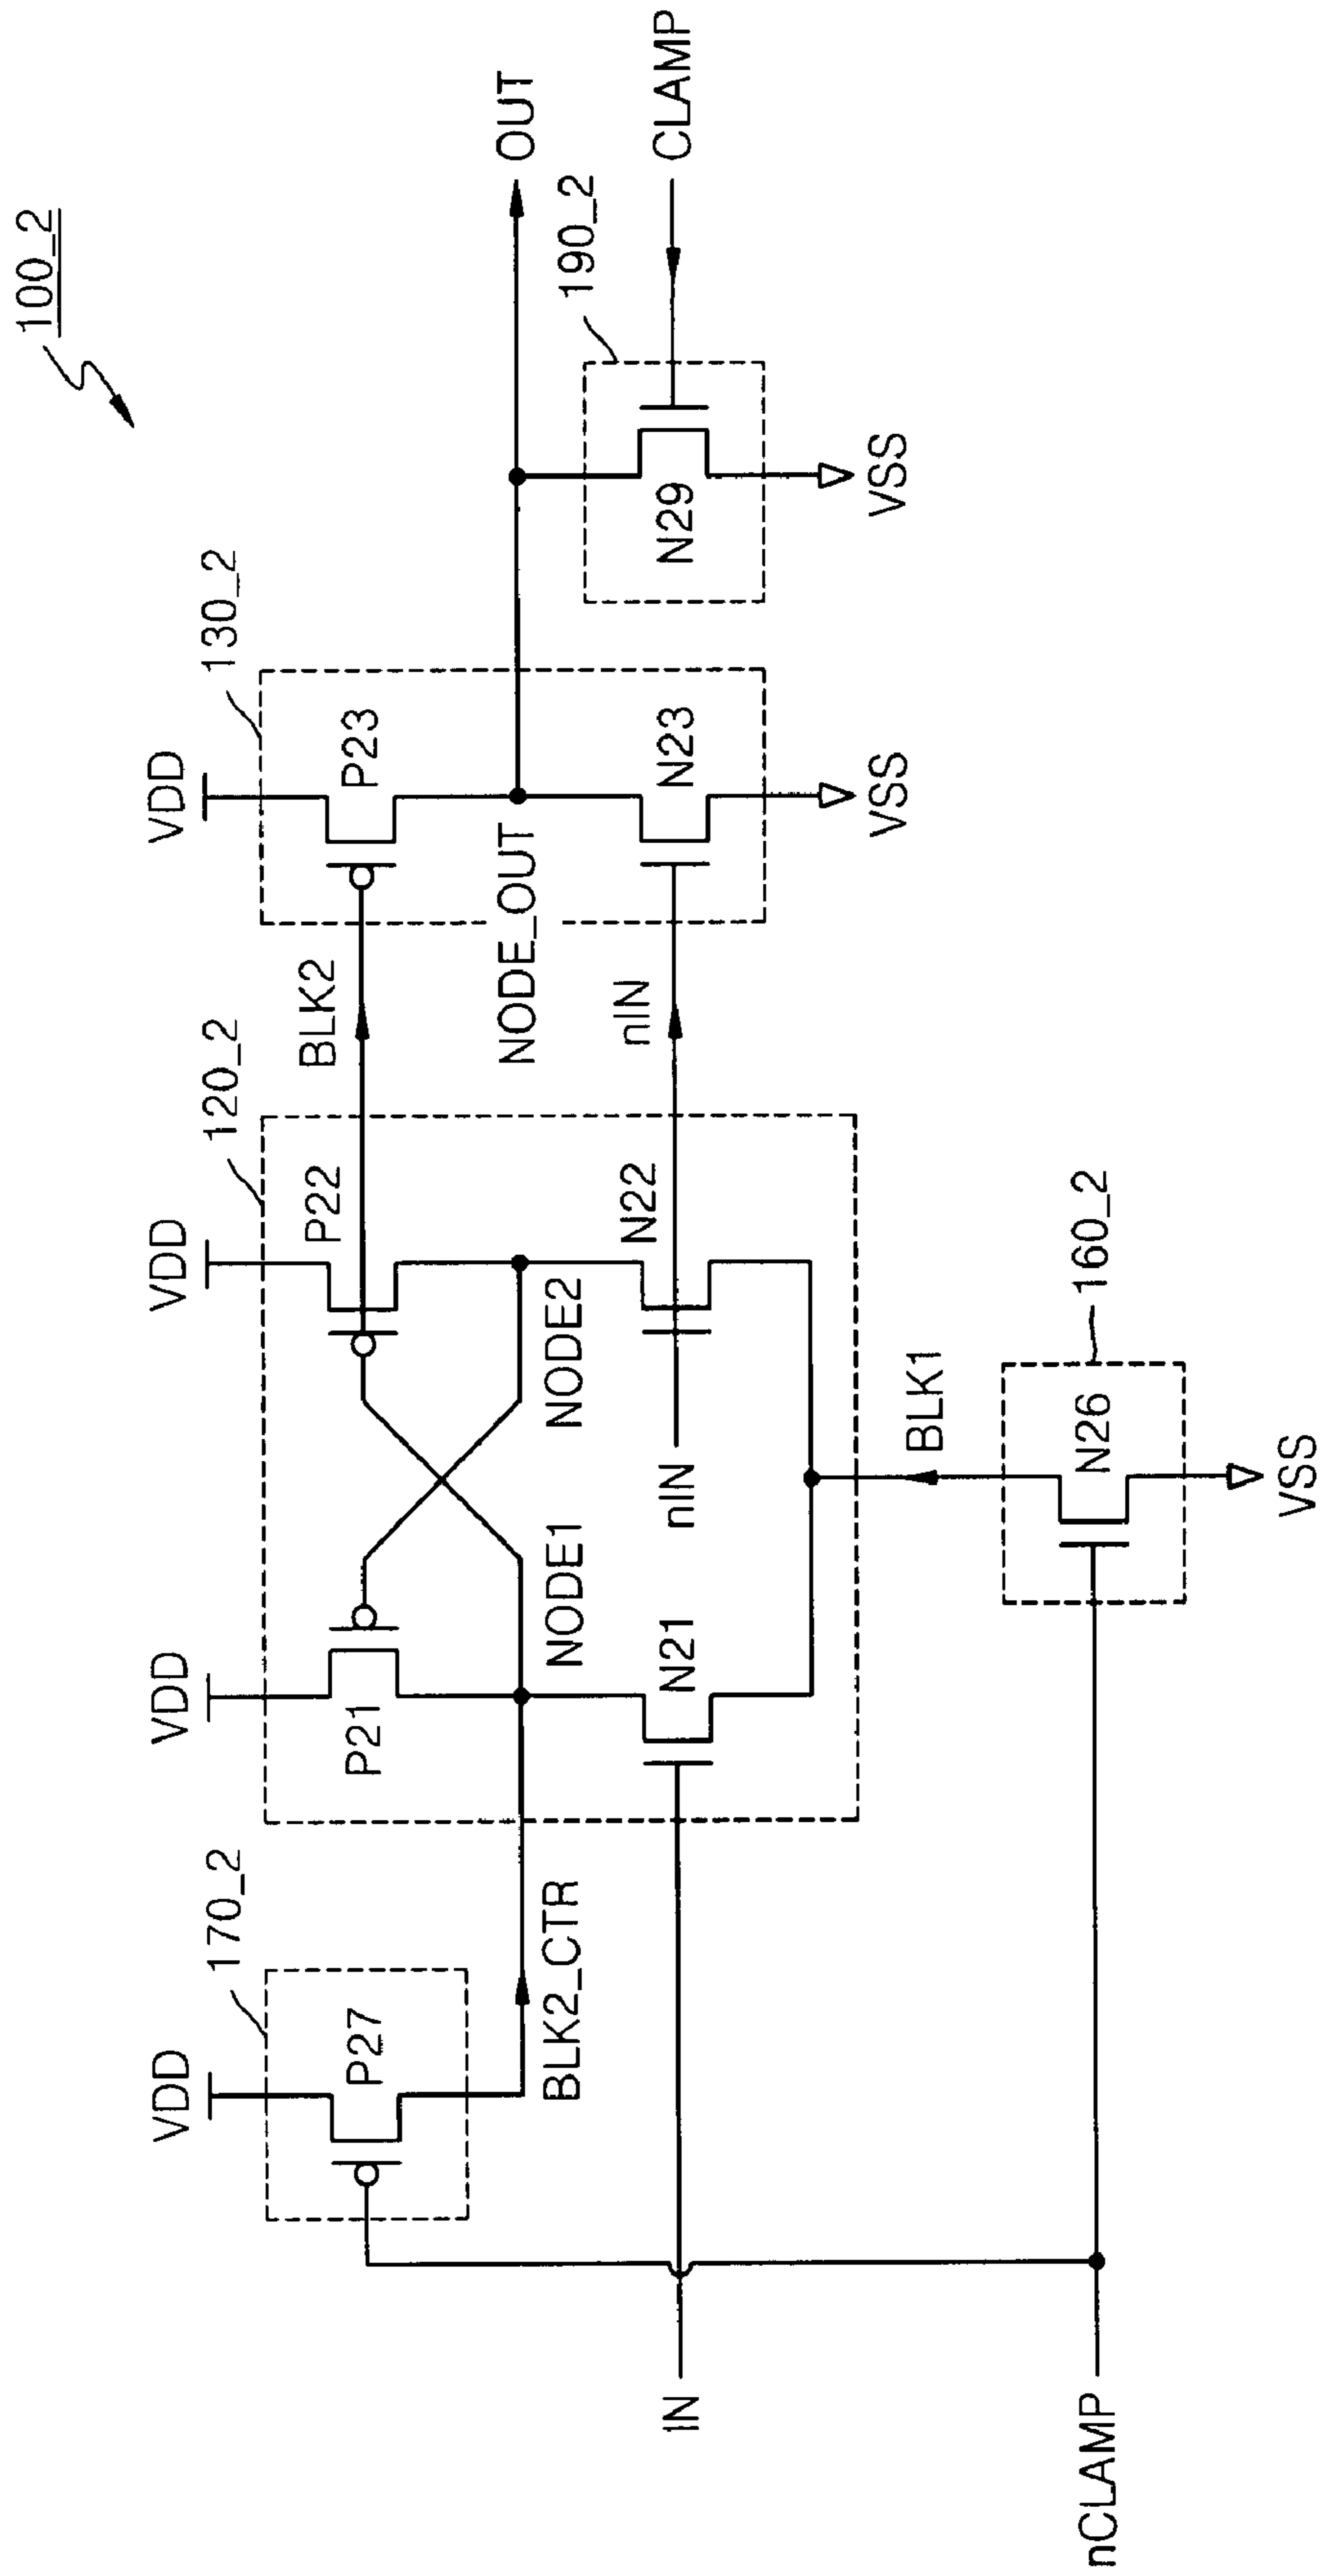 100_2
OUT
CLAMP
190_2
N29
VSS
130_2
VDD
P23
NODE_OUT
N23
VSS
BLK2
nIN
120_2
VDD
P22
NODE2
N22
nIN
160_2
BLK1
N26
VSS
VDD
P21
NODE1
N21
170_2
VDD
P27
BLK2_CTR
IN
nCLAMP